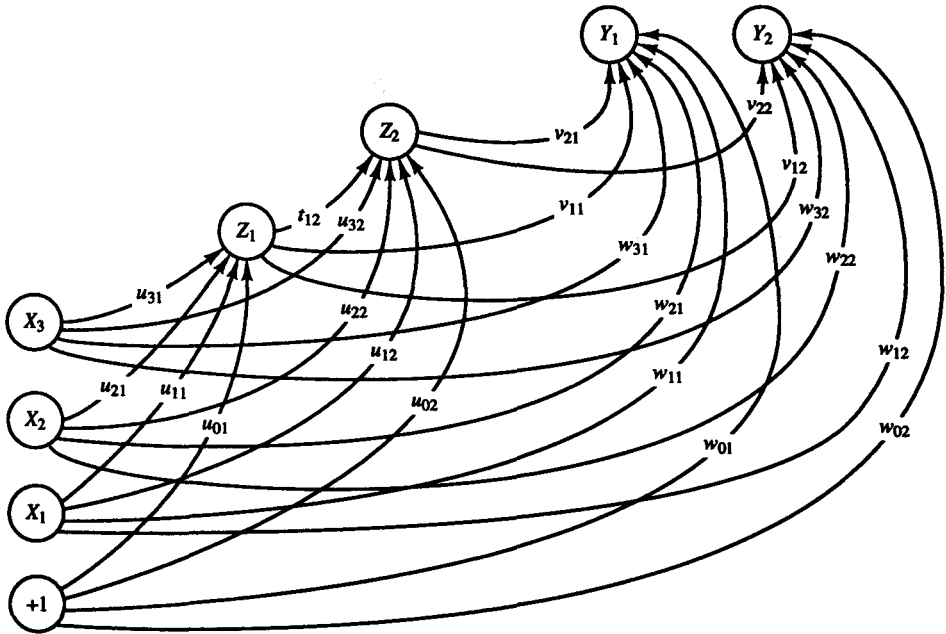 Y₁ Y₂
v₂₂
Z₂ v₂₁
v₁₂
t₁₂ u₃₂ v₁₁ w₃₂
Z₁
w₃₁ w₂₂
u₃₁
u₂₂ w₂₁
X₃
u₁₂ w₁₂
u₂₁ u₁₁ w₁₁
u₀₂
X₂ u₀₁ w₀₂
w₀₁
X₁
+1